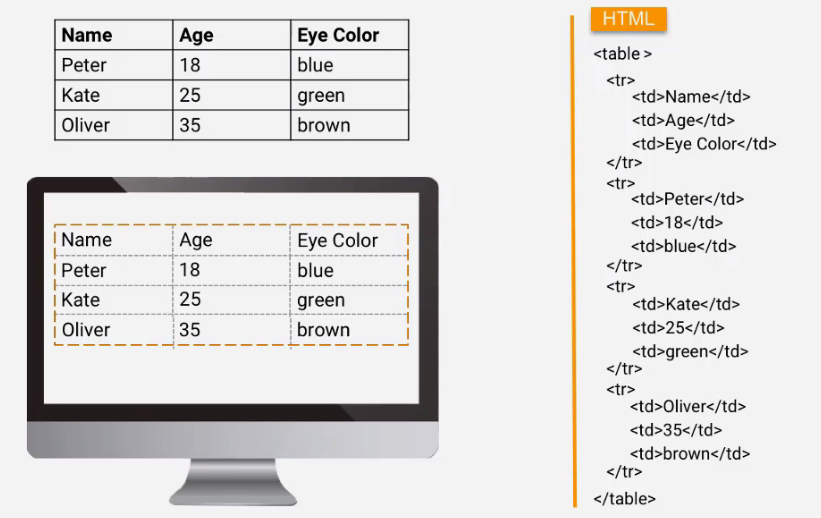 Name Age Eye Color
Peter 18 blue
Kate 25 green
Oliver 35 brown
Name Age Eye Color
Peter 18 blue
Kate 25 green
Oliver 35 brown
HTML
<table >
<tr>
<td>Name</td>
<td>Age</td>
<td>Eye Color</td>
</tr>
<tr>
<td>Peter</td>
<td>18</td>
<td>blue</td>
</tr>
<tr>
<td>Kate</td>
<td>25</td>
<td>green</td>
</tr>
<tr>
<td>Oliver</td>
<td>35</td>
<td>brown</td>
</tr>
</table>